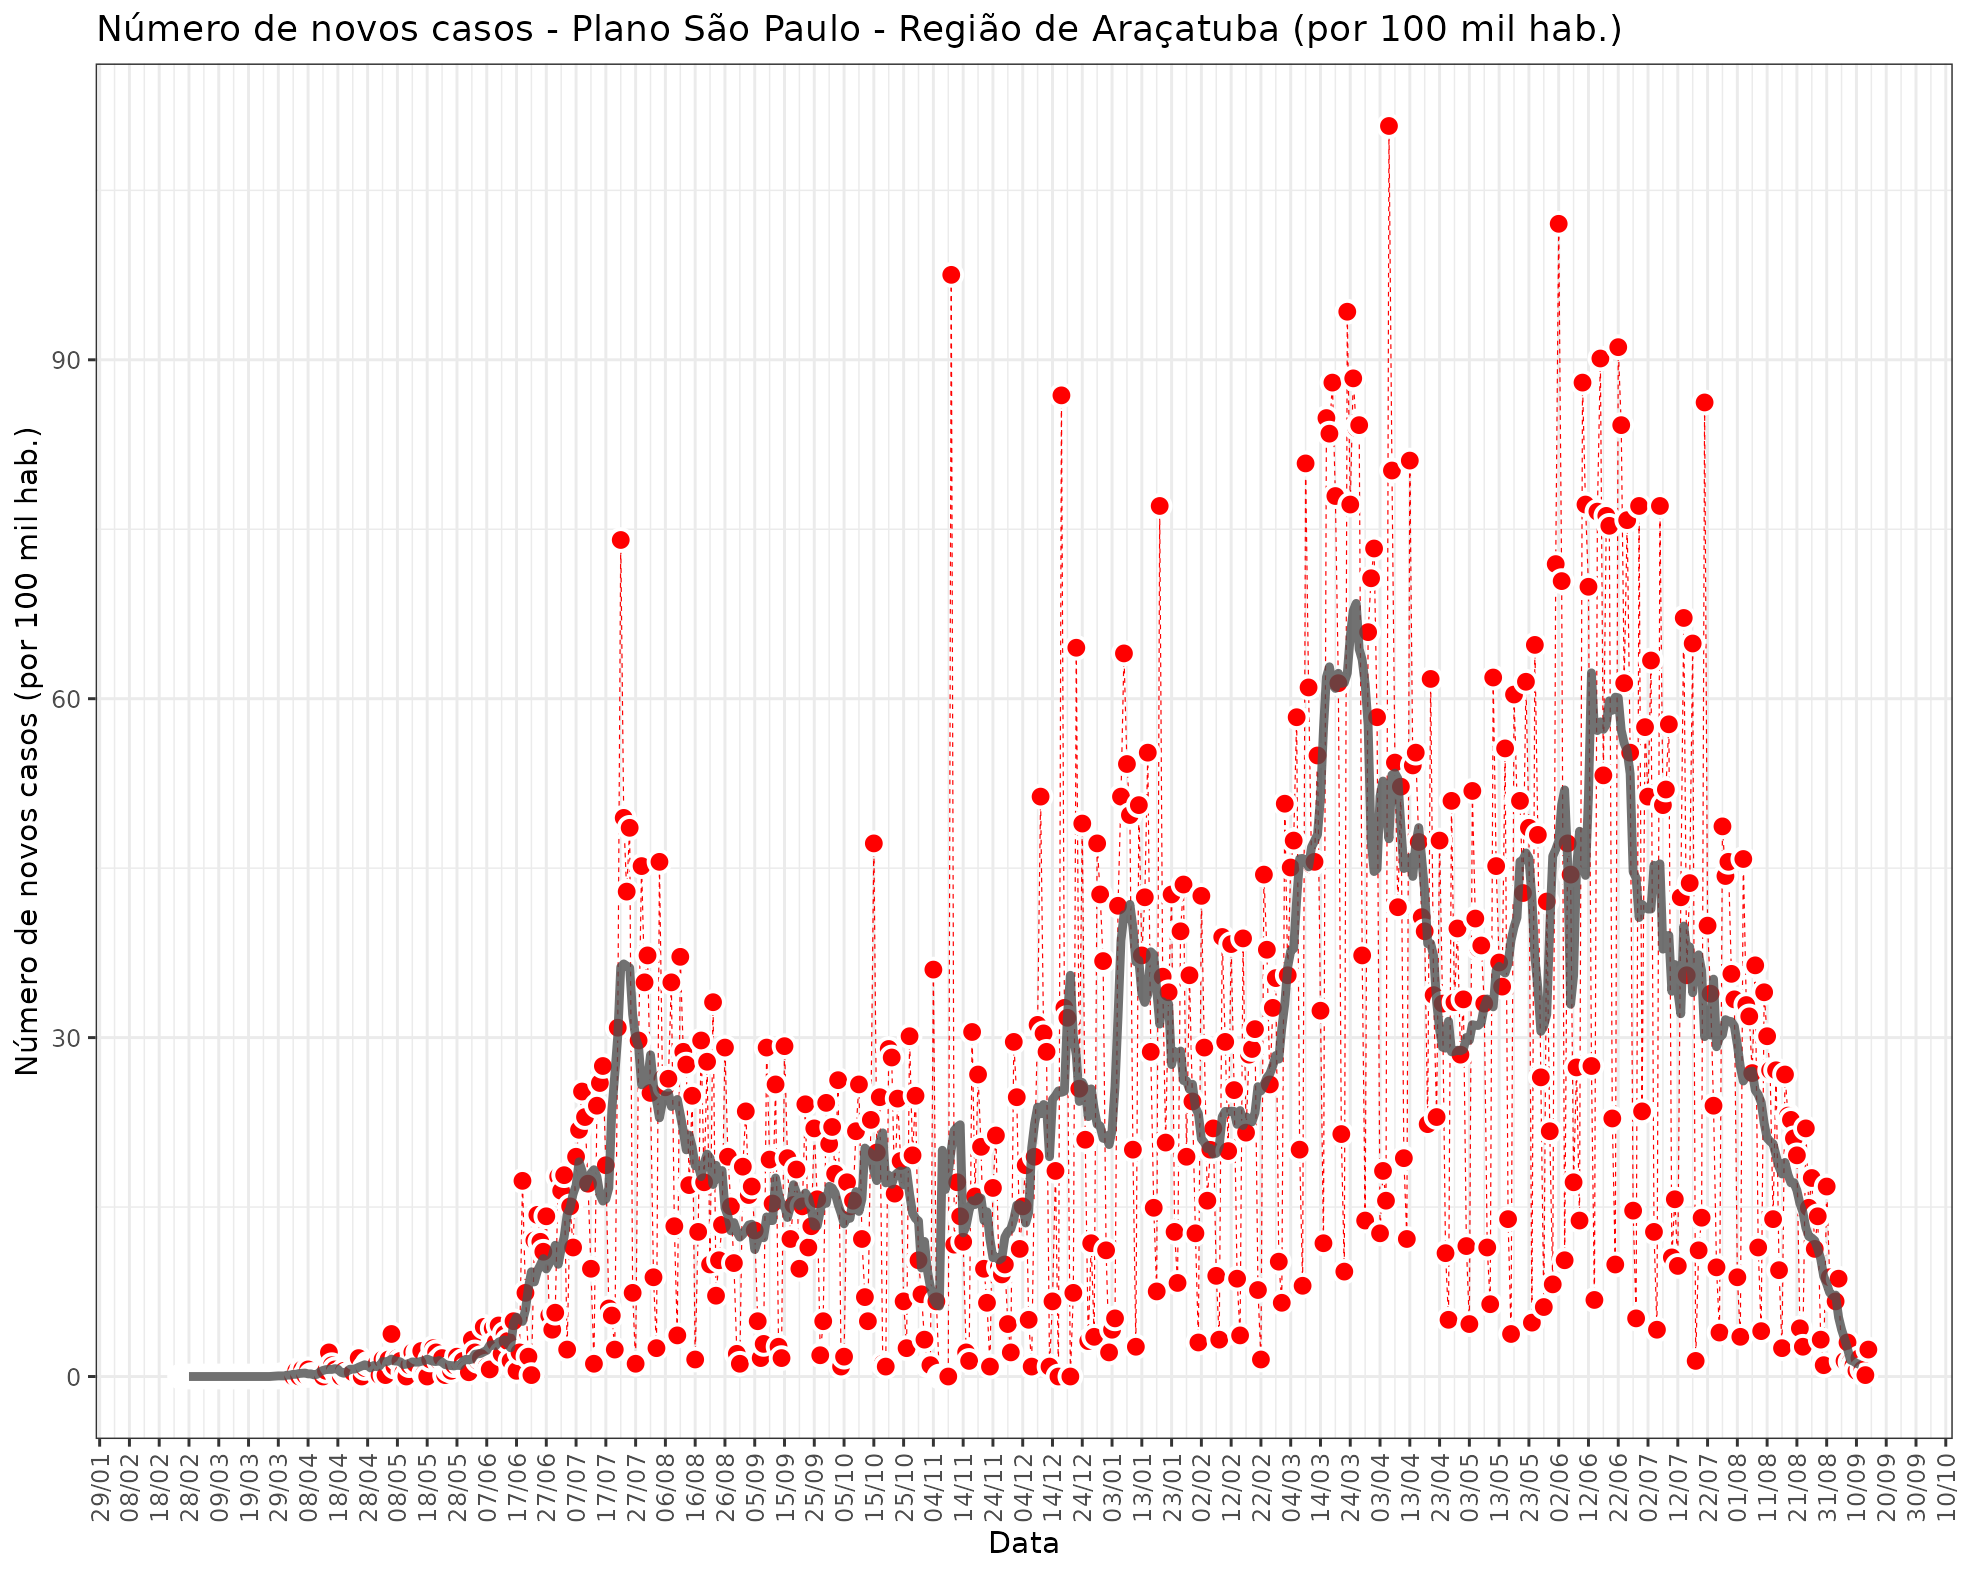 Número de novos casos - Plano São Paulo - Região de Araçatuba (por 100 mil hab.)
Número de novos casos (por 100 mil hab.)
90
60
30
0
29/01 08/02 18/02 28/02 09/03 19/03 29/03 08/04 18/04 28/04 08/05 18/05 28/05 07/06 17/06 27/06 07/07 17/07 27/07 06/08 16/08 26/08 05/09 15/09 25/09 05/10 15/10 25/10 04/11 14/11 24/11 04/12 14/12 24/12 03/01 13/01 23/01 02/02 12/02 22/02 04/03 14/03 24/03 03/04 13/04 23/04 03/05 13/05 23/05 02/06 12/06 22/06 02/07 12/07 22/07 01/08 11/08 21/08 31/08 10/09 20/09 30/09 10/10
Data